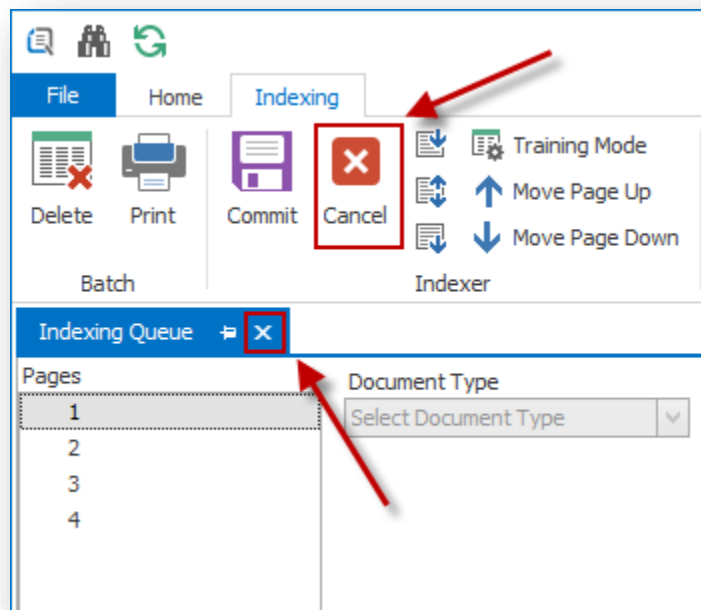 File Home Indexing
Delete Print Commit Cancel
Training Mode
Move Page Up
Move Page Down
Batch Indexer
Indexing Queue
Pages
Document Type
1
Select Document Type
2
3
4